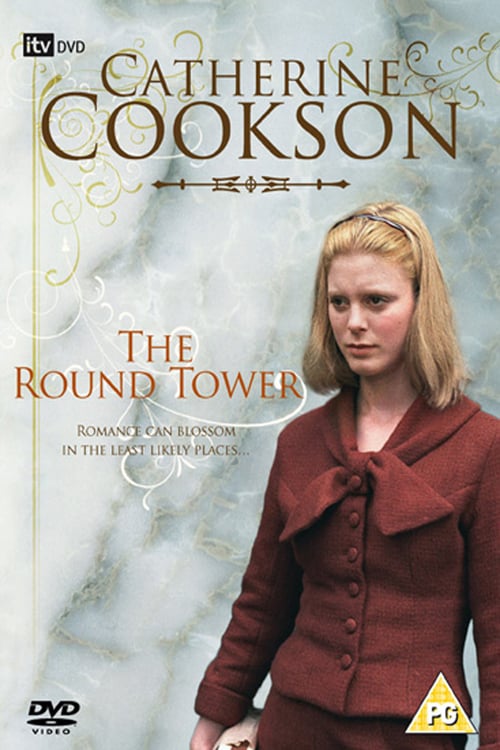 itv DVD
CATHERINE
COOKSON
THE
ROUND TOWER
ROMANCE CAN BLOSSOM
IN THE LEAST LIKELY PLACES...
DVD
VIDEO
PG